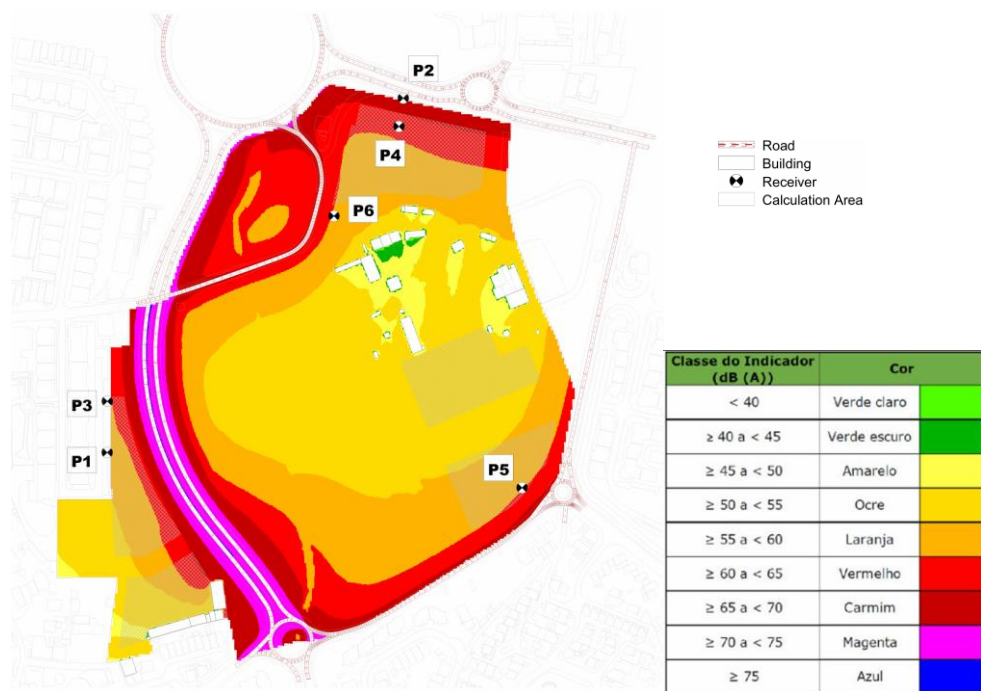 P2
P4
P6
P3
P1
P5
Road
Building
Receiver
Calculation Area
Classe do Indicador (dB (A))
Cor
< 40 Verde claro
≥ 40 a < 45 Verde escuro
≥ 45 a < 50 Amarelo
≥ 50 a < 55 Ocre
≥ 55 a < 60 Laranja
≥ 60 a < 65 Vermelho
≥ 65 a < 70 Carmim
≥ 70 a < 75 Magenta
≥ 75 Azul